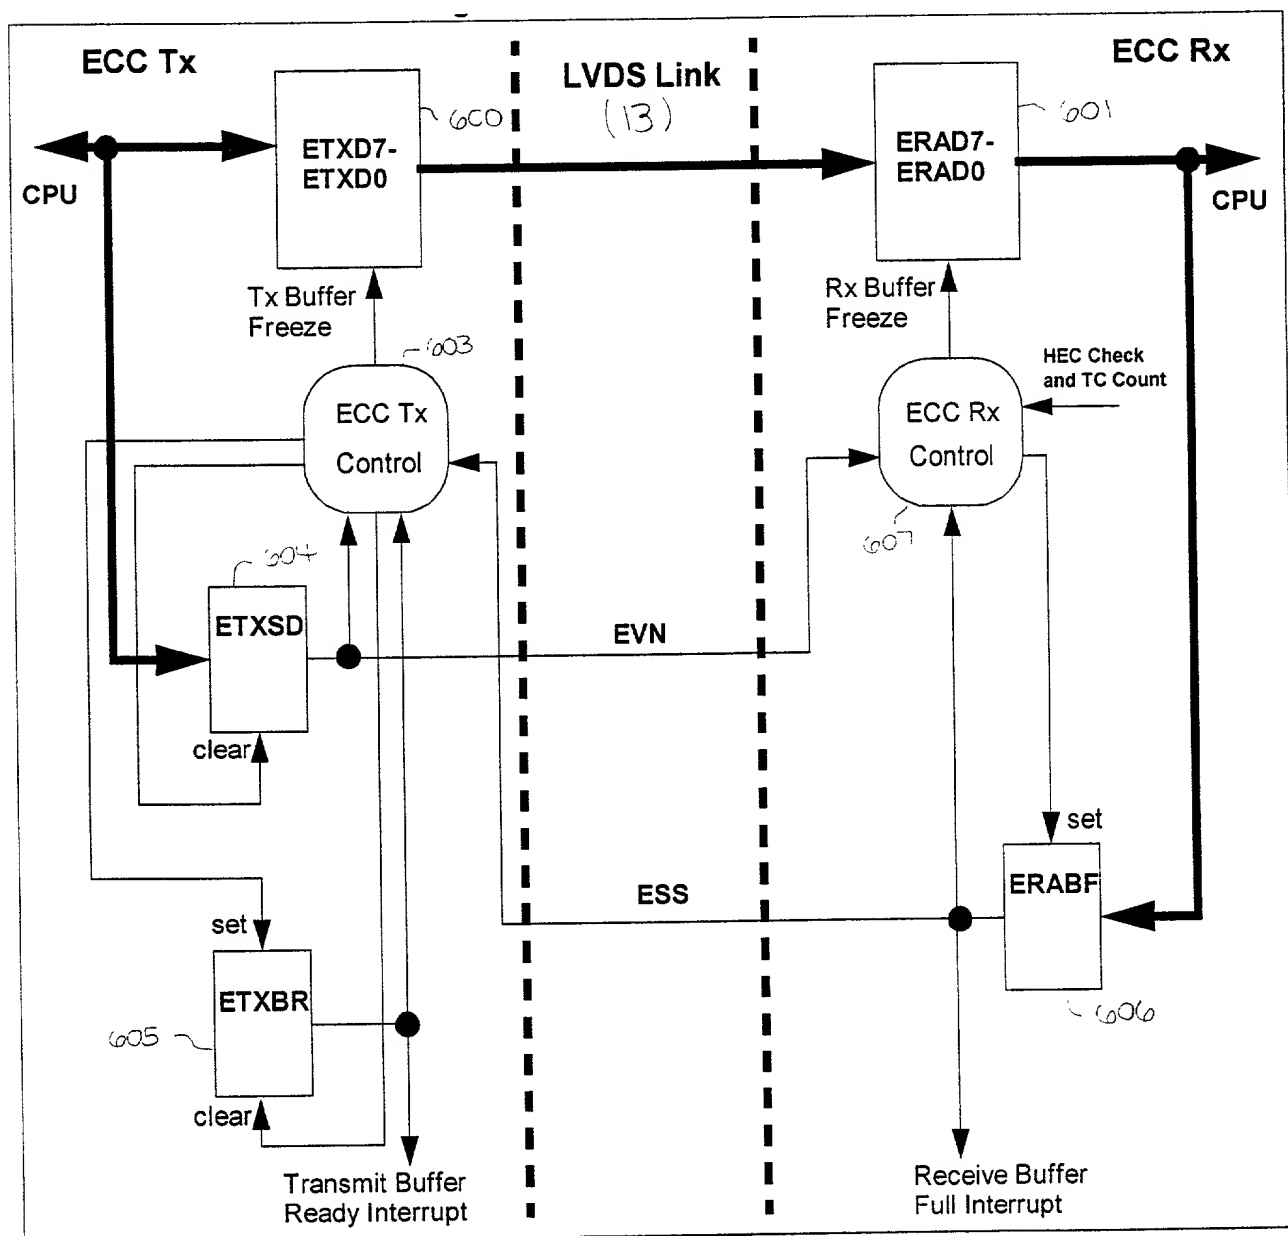 ECC Tx
LVDS Link
(13)
ECC Rx
600
601
ETXD7-
ETXD0
ERAD7-
ERAD0
CPU
CPU
Tx Buffer
Freeze
Rx Buffer
Freeze
603
HEC Check
and TC Count
ECC Tx
Control
ECC Rx
Control
607
604
ETXSD
EVN
clear
set
ERABF
ESS
set
ETXBR
605
606
clear
Transmit Buffer
Ready Interrupt
Receive Buffer
Full Interrupt